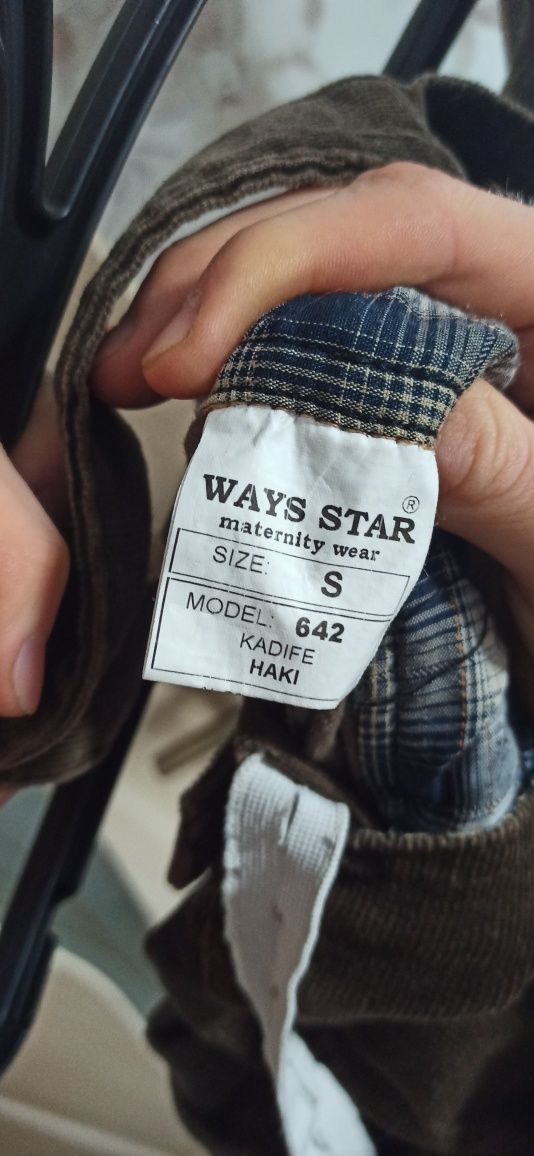 WAYS STAR ®
maternity wear
SIZE: S
MODEL: 642
KADIFE
HAKI